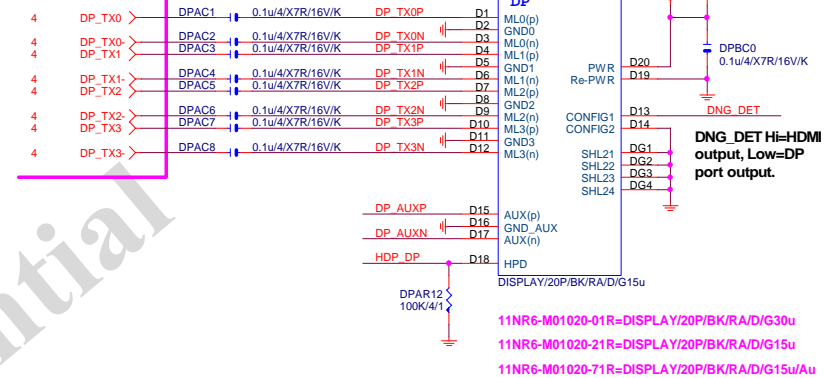 DP
4 DP_TX0 DPAC1 0.1u/4/X7R/16V/K DP_TX0P D1 ML0(p)
D2 GND0
4 DP_TX0- DPAC2 0.1u/4/X7R/16V/K DP_TX0N D3 ML0(n)
4 DP_TX1 DPAC3 0.1u/4/X7R/16V/K DP_TX1P D4 ML1(p)
D5 GND1
4 DP_TX1- DPAC4 0.1u/4/X7R/16V/K DP_TX1N D6 ML1(n)
4 DP_TX2 DPAC5 0.1u/4/X7R/16V/K DP_TX2P D7 ML2(p)
D8 GND2
4 DP_TX2- DPAC6 0.1u/4/X7R/16V/K DP_TX2N D9 ML2(n)
4 DP_TX3 DPAC7 0.1u/4/X7R/16V/K DP_TX3P D10 ML3(p)
D11 GND3
4 DP_TX3- DPAC8 0.1u/4/X7R/16V/K DP_TX3N D12 ML3(n)
DPBC0
0.1u/4/X7R/16V/K
PWR D20
Re-PWR D19
CONFIG1 D13 DNG_DET
CONFIG2 D14
SHL21 DG1
SHL22 DG2
SHL23 DG3
SHL24 DG4
DNG_DET Hi=HDMI
output, Low=DP
port output.
DP_AUXP D15 AUX(p)
D16 GND_AUX
DP_AUXN D17 AUX(n)
HDP_DP D18 HPD
DPAR12
100K/4/1
DISPLAY/20P/BK/RA/D/G15u
11NR6-M01020-01R=DISPLAY/20P/BK/RA/D/G30u
11NR6-M01020-21R=DISPLAY/20P/BK/RA/D/G15u
11NR6-M01020-71R=DISPLAY/20P/BK/RA/D/G15u/Au
ential